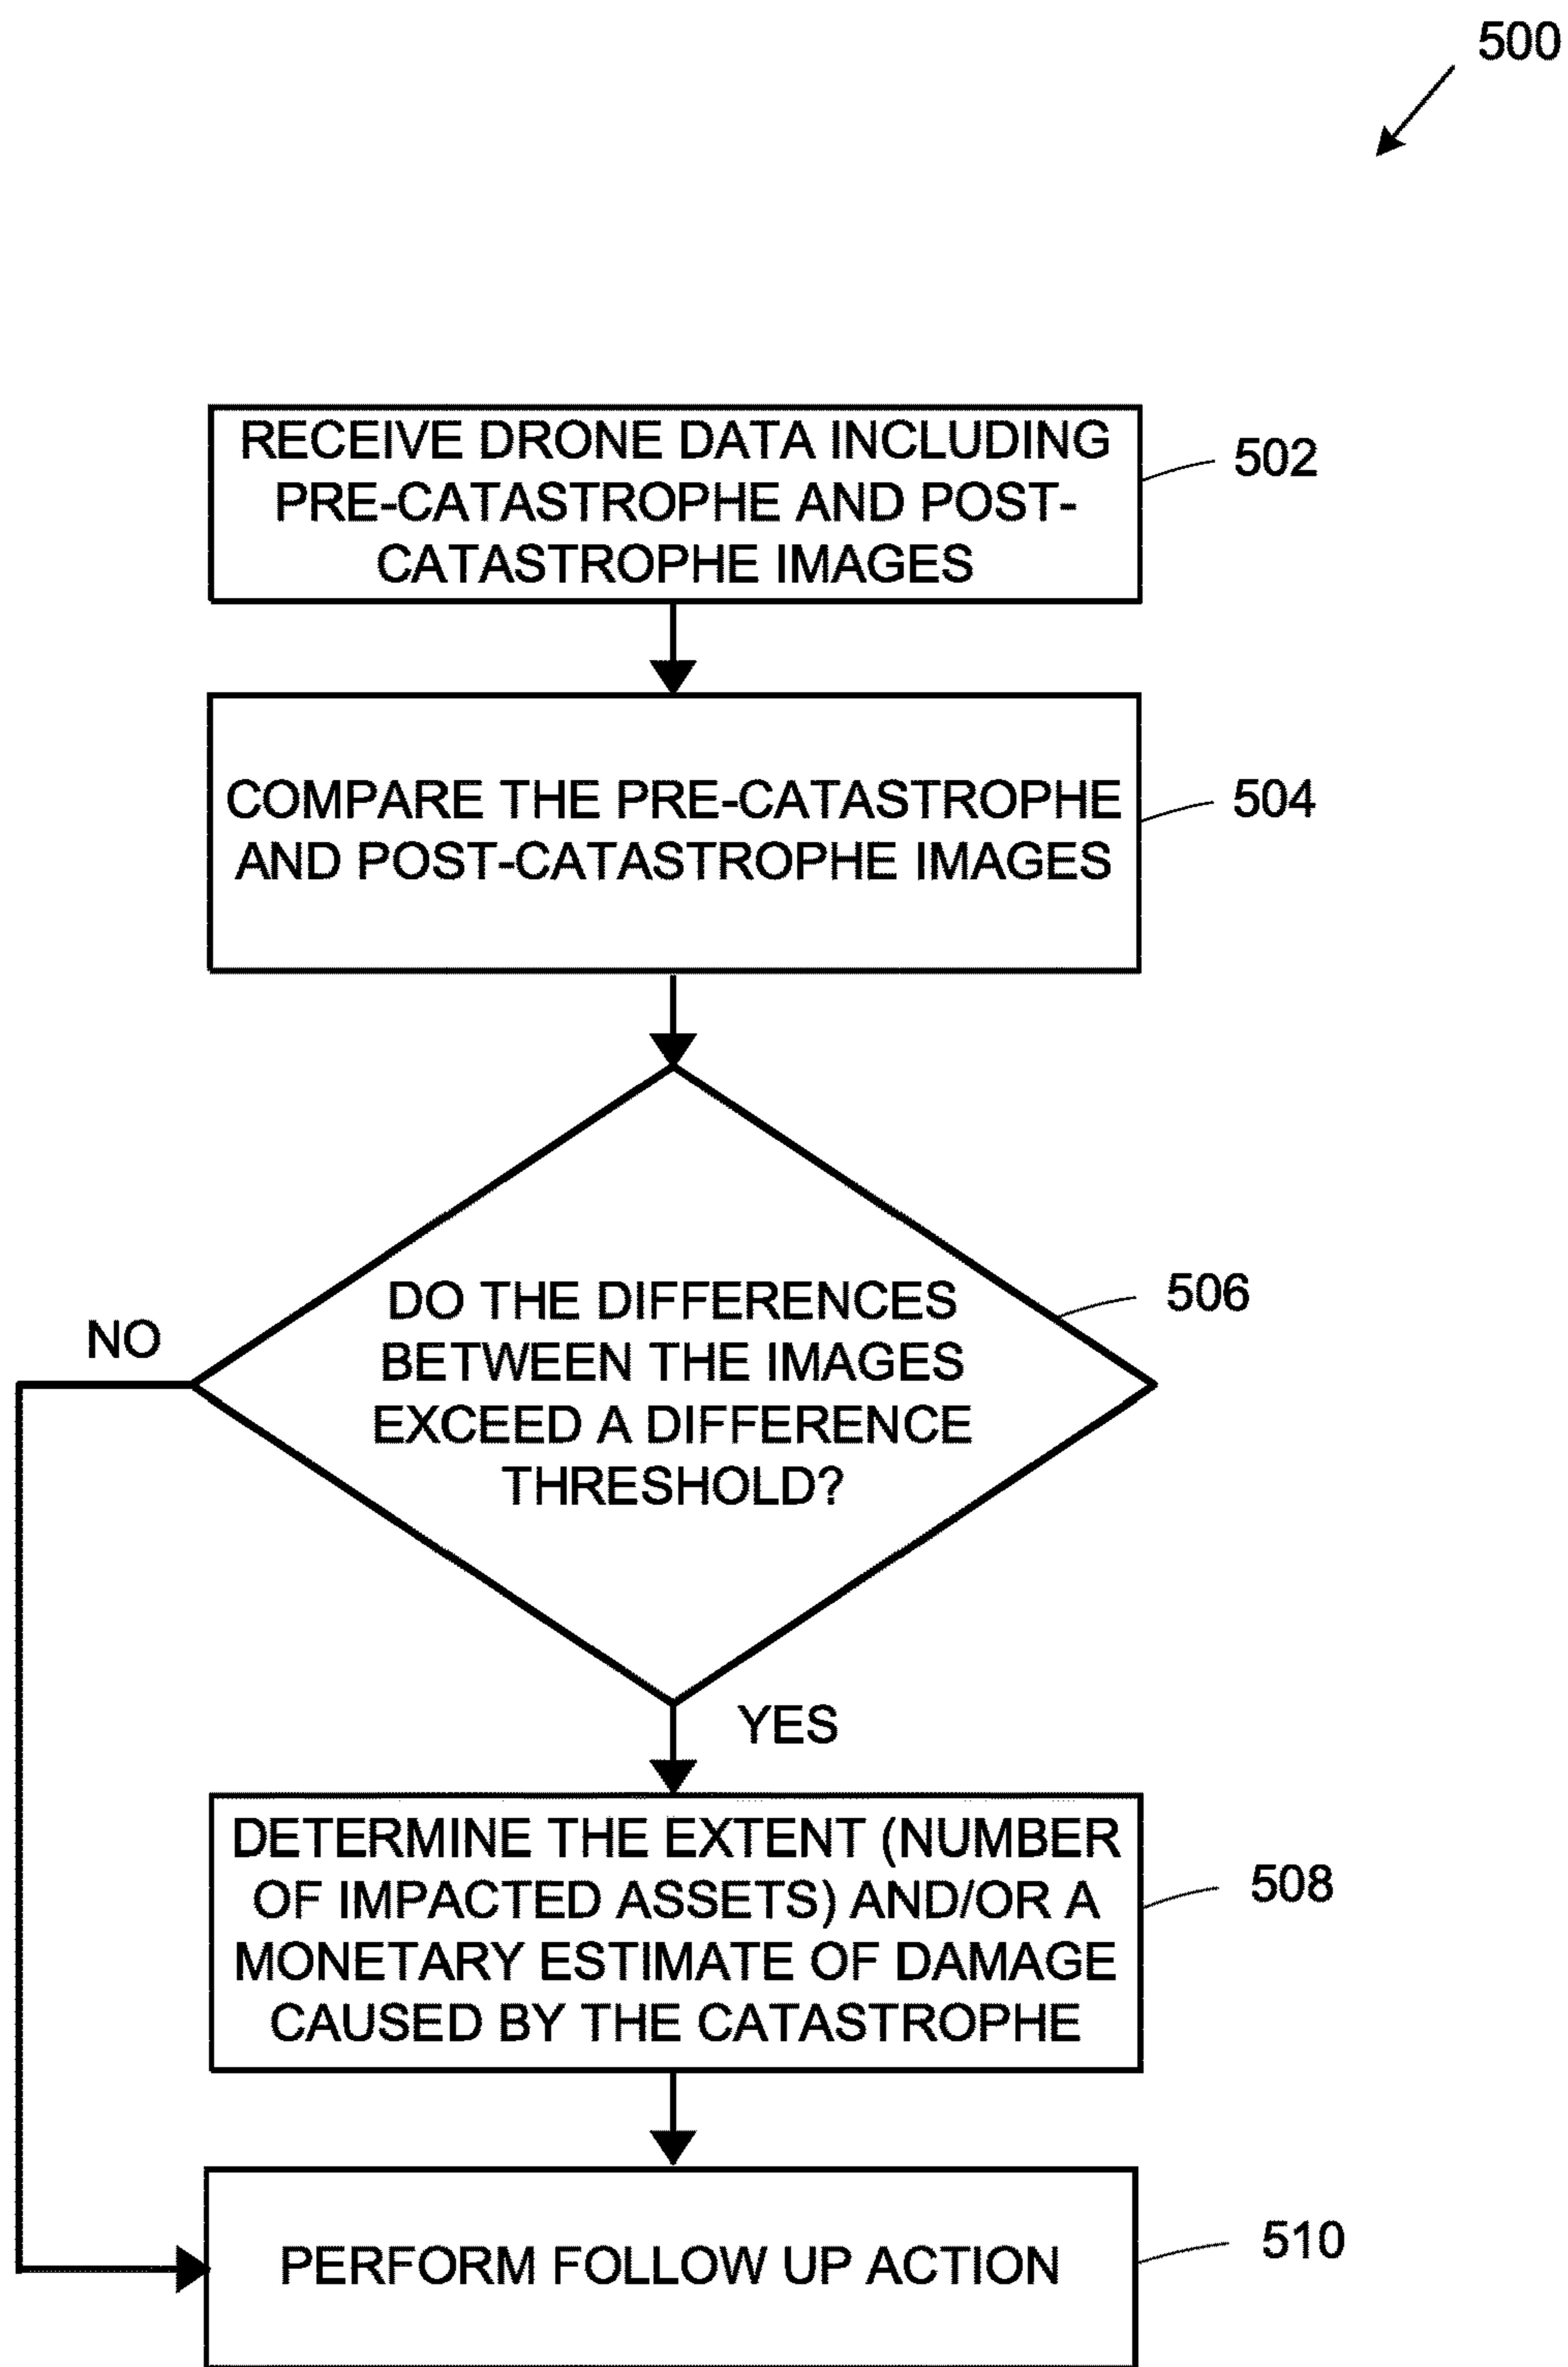 500
RECEIVE DRONE DATA INCLUDING
PRE-CATASTROPHE AND POST-
CATASTROPHE IMAGES
502
COMPARE THE PRE-CATASTROPHE
AND POST-CATASTROPHE IMAGES
504
DO THE DIFFERENCES
BETWEEN THE IMAGES
EXCEED A DIFFERENCE
THRESHOLD?
506
NO
YES
DETERMINE THE EXTENT (NUMBER
OF IMPACTED ASSETS) AND/OR A
MONETARY ESTIMATE OF DAMAGE
CAUSED BY THE CATASTROPHE
508
PERFORM FOLLOW UP ACTION
510